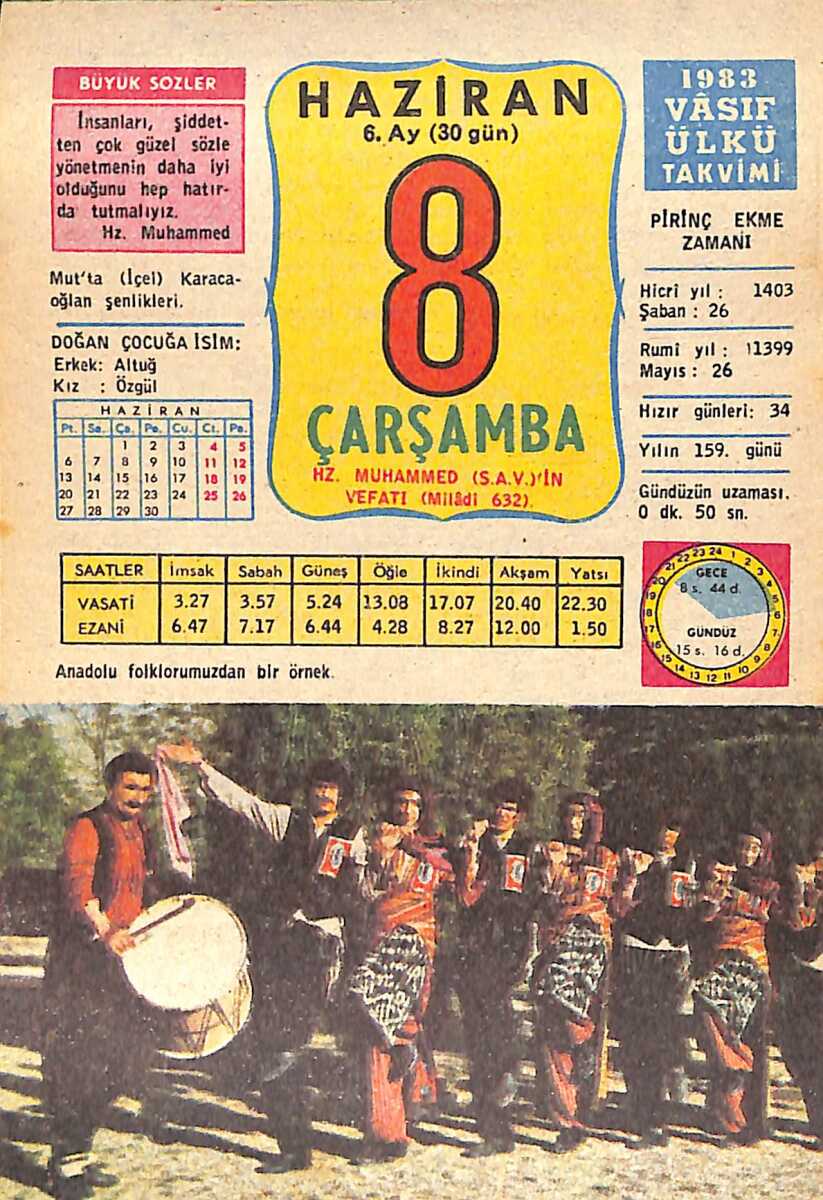 BÜYÜK SÖZLER
İnsanları, şiddet-
ten çok güzel sözle
yönetmenin daha iyi
olduğunu hep hatır-
da tutmalıyız.
Hz. Muhammed
Mut'ta (İçel) Karaca-
oğlan şenlikleri.
DOĞAN ÇOCUĞA İSİM:
Erkek: Altuğ
Kız : Özgül
HAZİRAN
Pt. Sa. Ça. Pe. Cu. Ct. Pa.
1 2 3 4 5
6 7 8 9 10 11 12
13 14 15 16 17 18 19
20 21 22 23 24 25 26
27 28 29 30
HAZİRAN
6. Ay (30 gün)
8
ÇARŞAMBA
HZ. MUHAMMED (S.A.V.)'İN
VEFATI (Milâdi 632)
1983
VÂSIF
ÜLKÜ
TAKVİMİ
PİRİNÇ EKME
ZAMANI
Hicrî yıl : 1403
Şaban : 26
Rumî yıl : 11399
Mayıs : 26
Hızır günleri: 34
Yılın 159. günü
Gündüzün uzaması.
0 dk. 50 sn.
SAATLER İmsak Sabah Güneş Öğle İkindi Akşam Yatsı
VASATİ 3.27 3.57 5.24 13.08 17.07 20.40 22.30
EZANİ 6.47 7.17 6.44 4.28 8.27 12.00 1.50
GECE
8 s. 44 d.
GÜNDÜZ
15 s. 16 d.
Anadolu folklorumuzdan bir örnek.